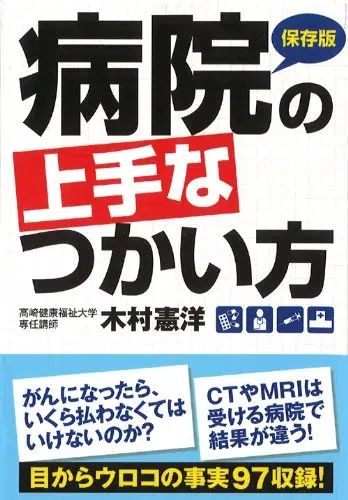 保存版
病院の
上手な
つかい方
高崎健康福祉大学
専任講師
木村憲洋
がんになったら、
いくら払わなくては
いけないのか?
CTやMRIは
受ける病院で
結果が違う!
目からウロコの事実97収録!